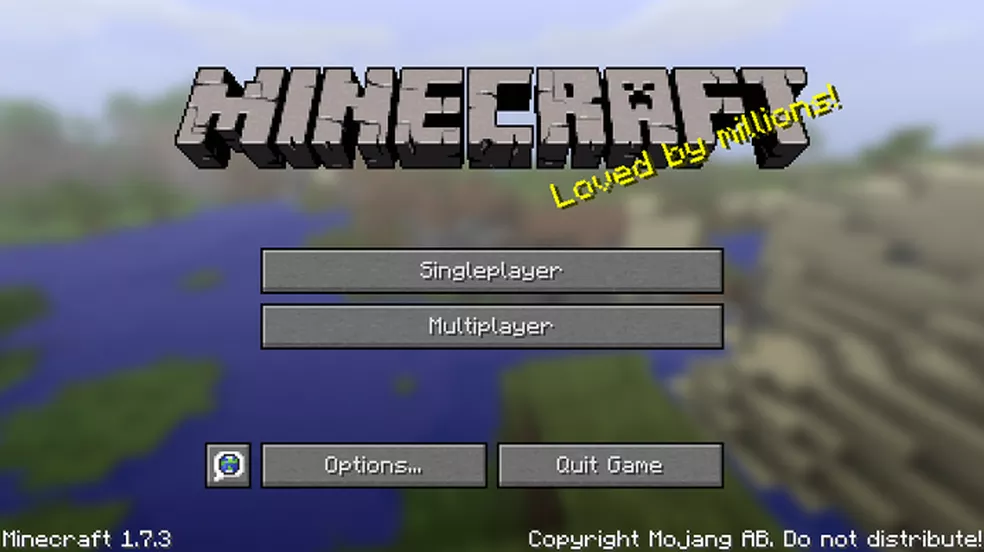 MINECRAFT
Loved by millions!
Singleplayer
Multiplayer
Options...
Quit Game
Minecraft 1.7.3
Copyright Mojang AB. Do not distribute!